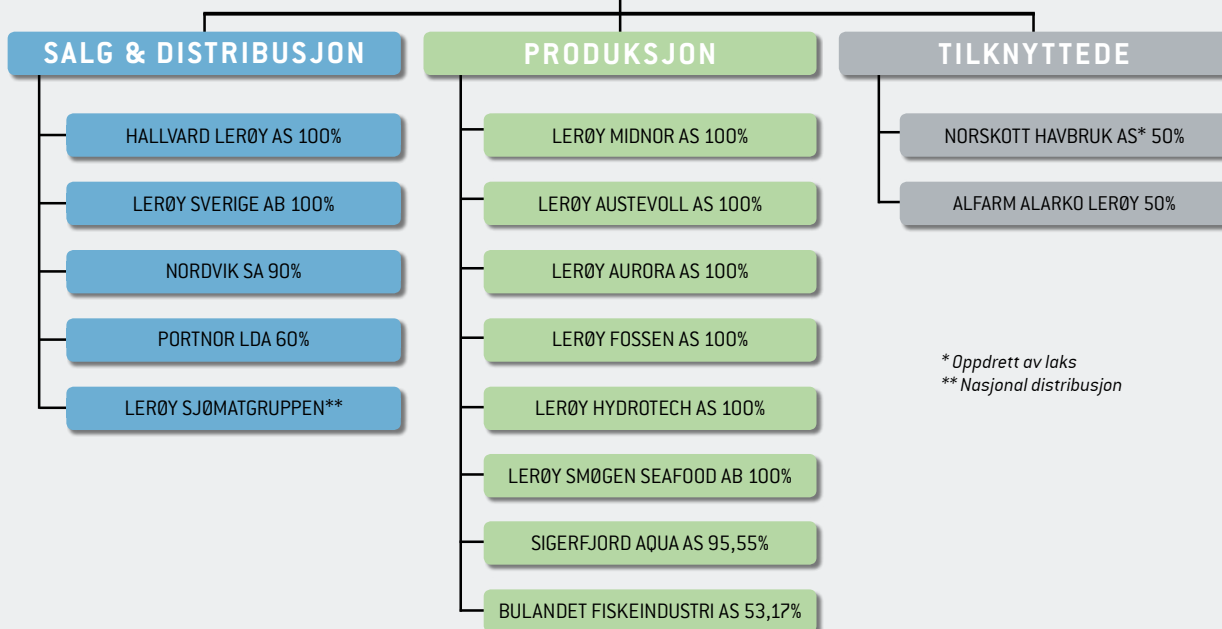 SALG & DISTRIBUSJON
HALLVARD LERØY AS 100%
LERØY SVERIGE AB 100%
NORDVIK SA 90%
PORTNOR LDA 60%
LERØY SJØMATGRUPPEN**
PRODUKSJON
LERØY MIDNOR AS 100%
LERØY AUSTEVOLL AS 100%
LERØY AURORA AS 100%
LERØY FOSSEN AS 100%
LERØY HYDROTECH AS 100%
LERØY SMØGEN SEAFOOD AB 100%
SIGERFJORD AQUA AS 95,55%
BULANDET FISKEINDUSTRI AS 53,17%
TILKNYTTEDE
NORSKOTT HAVBRUK AS* 50%
ALFARM ALARKO LERØY 50%
* Oppdrett av laks
** Nasjonal distribusjon